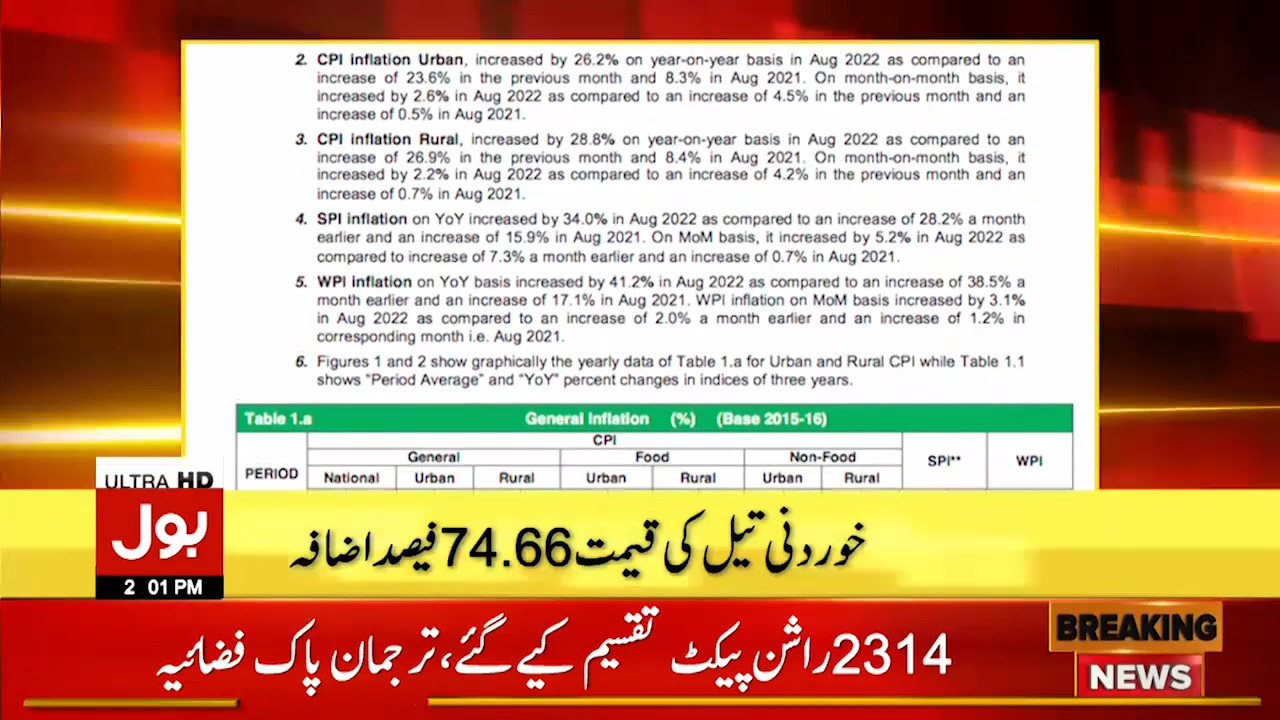 2. CPI inflation Urban, increased by 26.2% on year-on-year basis in Aug 2022 as compared to an
increase of 23.6% in the previous month and 8.3% in Aug 2021. On month-on-month basis, it
increased by 2.6% in Aug 2022 as compared to an increase of 4.5% in the previous month and an
increase of 0.5% in Aug 2021.
3. CPI inflation Rural, increased by 28.8% on year-on-year basis in Aug 2022 as compared to an
increase of 26.9% in the previous month and 8.4% in Aug 2021. On month-on-month basis, it
increased by 2.2% in Aug 2022 as compared to an increase of 4.2% in the previous month and an
increase of 0.7% in Aug 2021.
4. SPI inflation on YoY increased by 34.0% in Aug 2022 as compared to an increase of 28.2% a month
earlier and an increase of 15.9% in Aug 2021. On MoM basis, it increased by 5.2% in Aug 2022 as
compared to increase of 7.3% a month earlier and an increase of 0.7% in Aug 2021.
5. WPI inflation on YoY basis increased by 41.2% in Aug 2022 as compared to an increase of 38.5% a
month earlier and an increase of 17.1% in Aug 2021. WPI inflation on MoM basis increased by 3.1%
in Aug 2022 as compared to an increase of 2.0% a month earlier and an increase of 1.2% in
corresponding month i.e. Aug 2021.
6. Figures 1 and 2 show graphically the yearly data of Table 1.a for Urban and Rural CPI while Table 1.1
shows "Period Average" and "YoY" percent changes in indices of three years.
Table 1.a General Inflation (%) (Base 2015-16)
CPI
General Food Non-Food
PERIOD SPI** WPI
National Urban Rural Urban Rural Urban Rural
ULTRA HD
بول
2 01 PM
خوردنی تیل کی قیمت 74.66 فیصد اضافہ
2314 راشن پیکٹ تقسیم کیے گئے، ترجمان پاک فضائیہ
BREAKING
NEWS